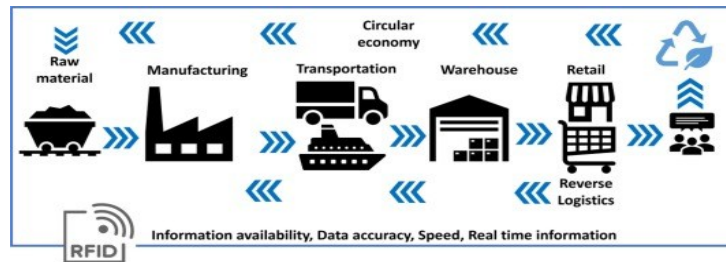 Circular
economy
Raw
material
Manufacturing
Transportation
Warehouse
Retail
Reverse
Logistics
RFID
Information availability, Data accuracy, Speed, Real time information